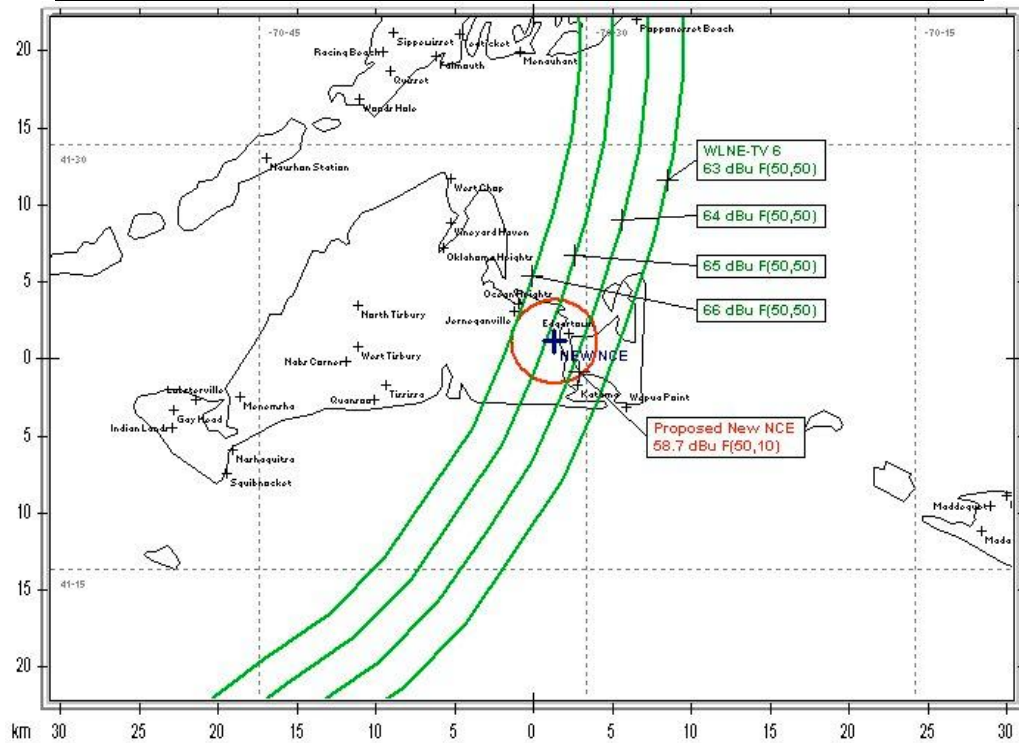 -70-45
-70-30
-70-15
Sippewisset
Teaticket
Poppanesset Beach
Racing Beach
Falmouth
Menauhant
Quisset
Woods Hole
41-30
Naushon Station
West Chop
Vineyard Haven
Oklahoma Heights
WLNE-TV 6
63 dBu F(50,50)
64 dBu F(50,50)
65 dBu F(50,50)
66 dBu F(50,50)
Ocean Heights
North Tisbury
Jerneganville
Edgartown
NEW NCE
Nabs Corner
West Tisbury
Lobsterville
Menemsha
Quansoo
Tississa
Katama
Wapua Point
Gay Head
Indian Lands
Proposed New NCE
58.7 dBu F(50,10)
Nashaquitsa
Squibnocket
Maddequet
Mada
41-15
20
15
10
5
0
5
10
15
20
km 30 25 20 15 10 5 0 5 10 15 20 25 30